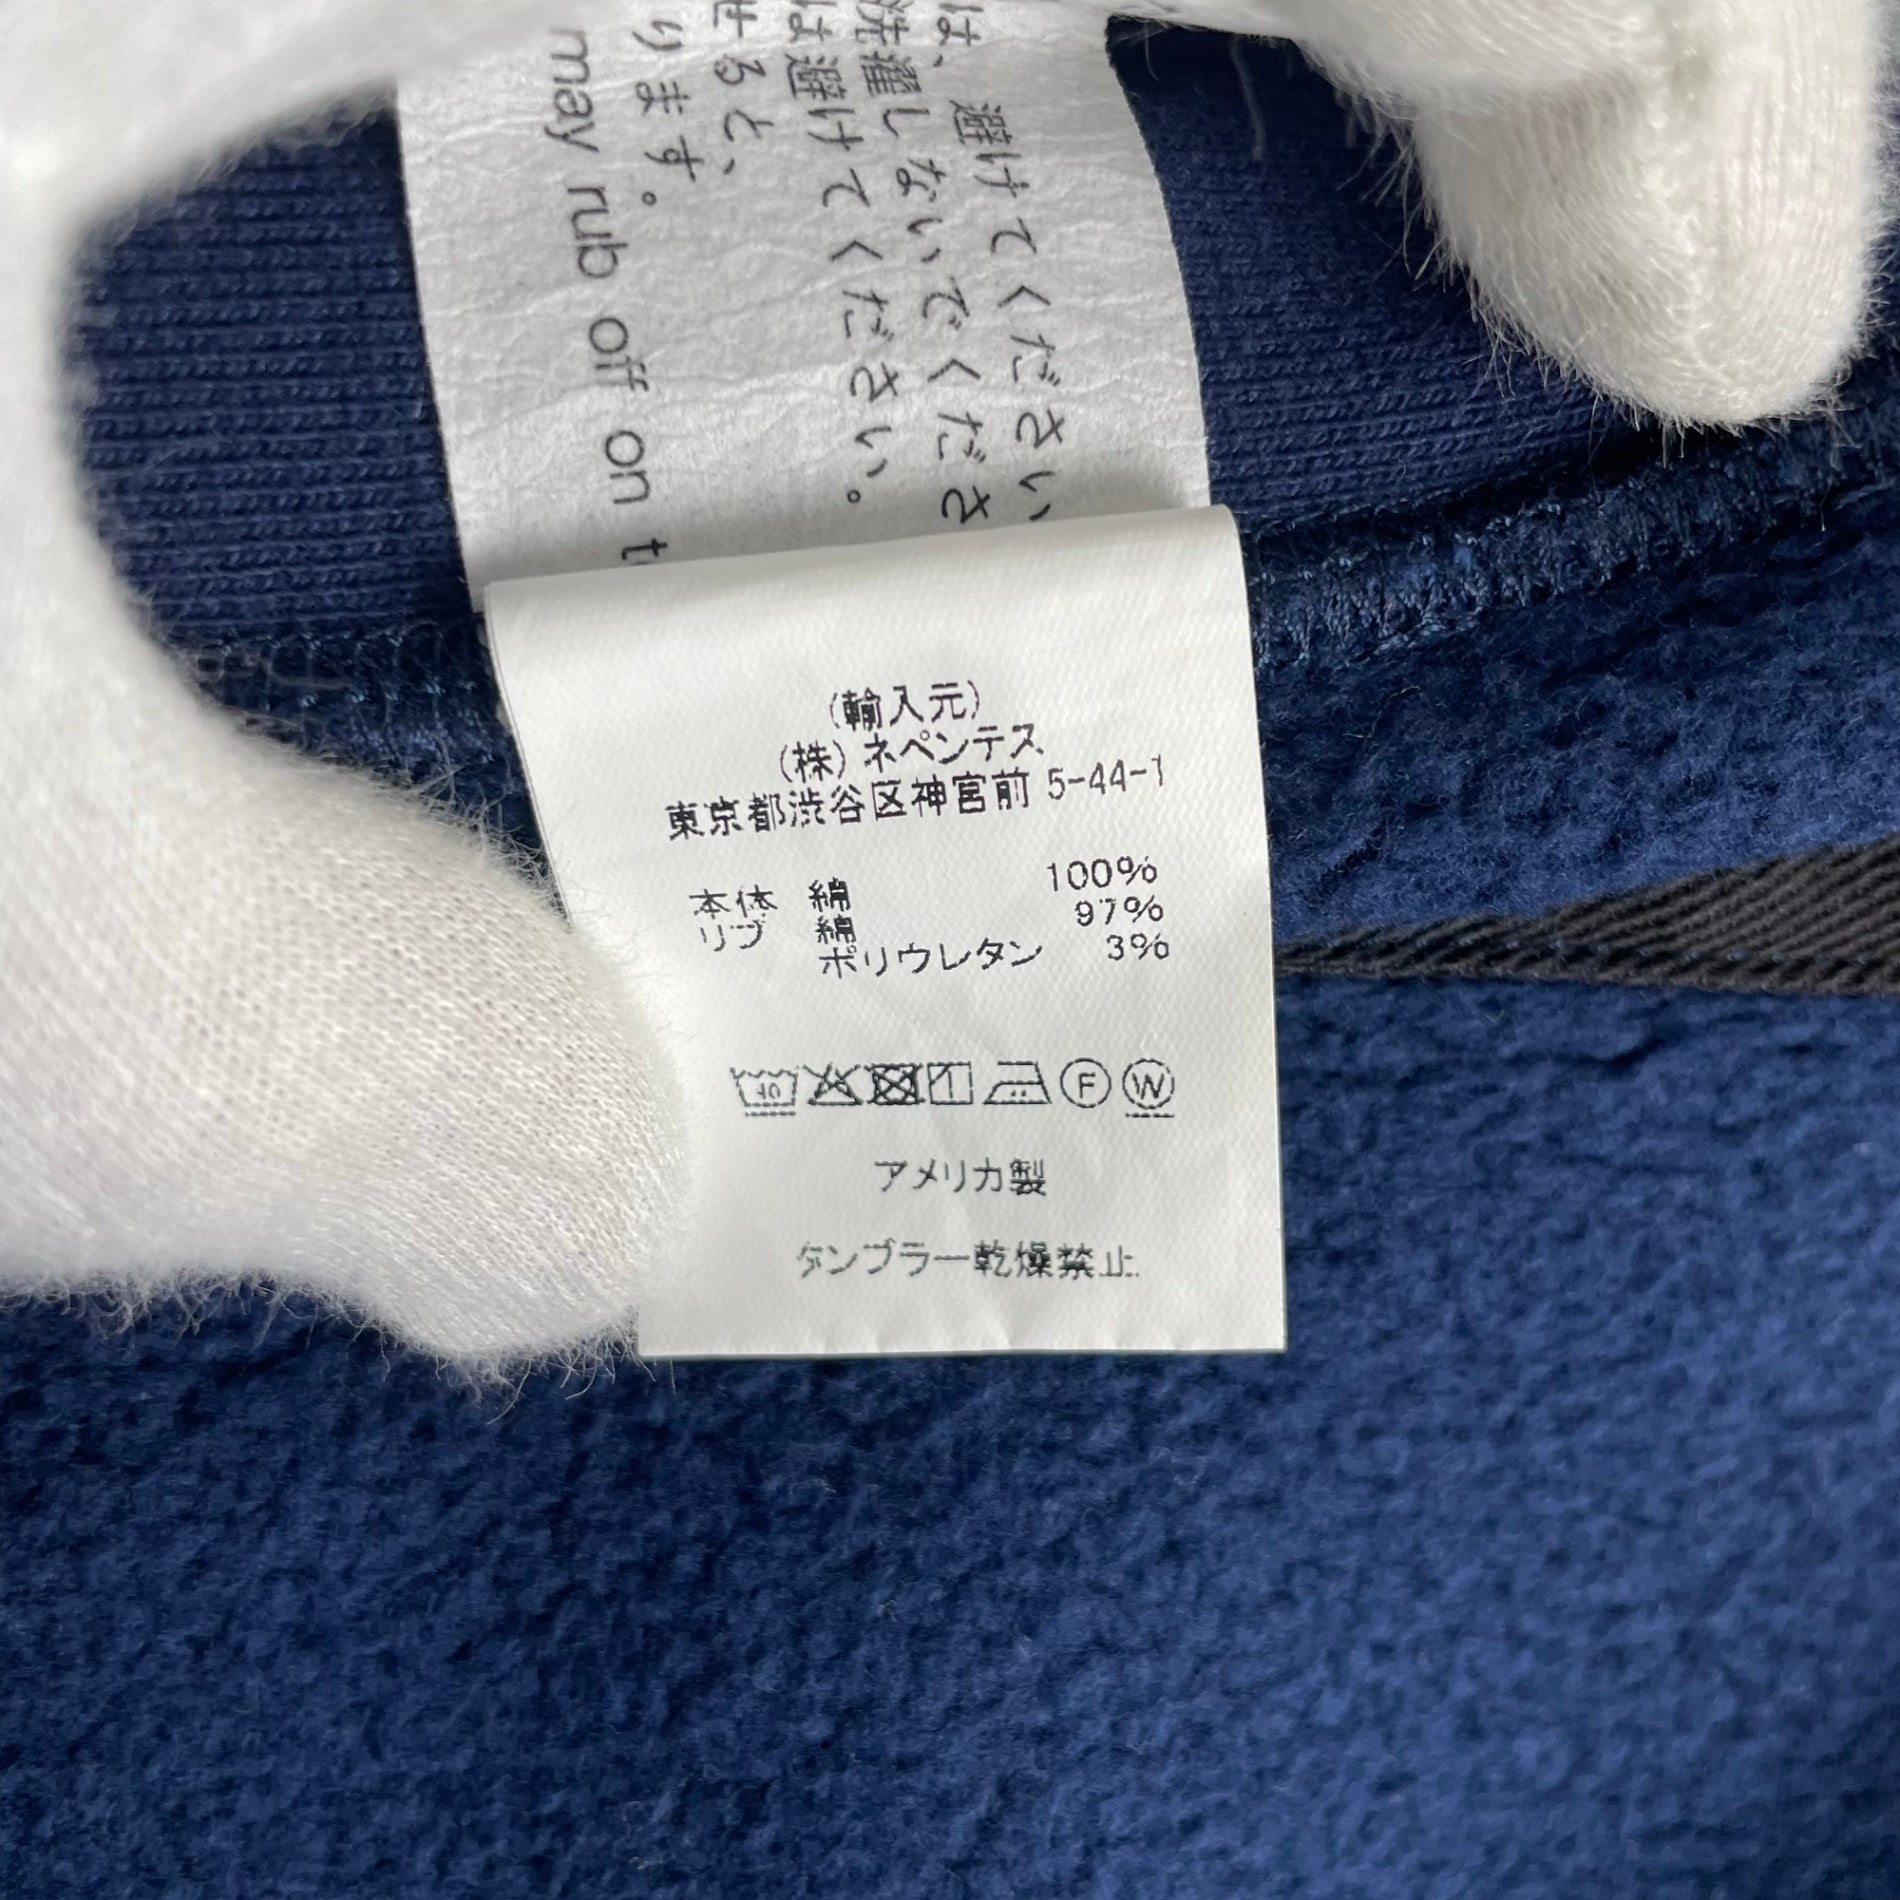 は、避けてください
洗濯しないでくださ
は避けてください。
せると、
ります。
may rub off on t
(輸入元)
(株) ネペンテス
東京都渋谷区神宮前 5-44-1
本体 綿 100%
リブ 綿 97%
ポリウレタン 3%
40 F W
アメリカ製
タンブラー乾燥禁止